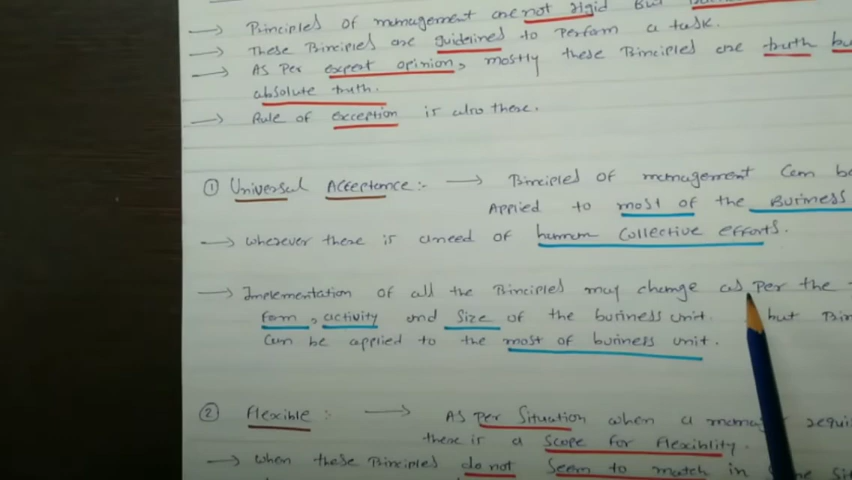 → Principles of management are not rigid but
→ These Principles are guidelines to perform a task.
→ As per expert opinion, mostly these Principles are truth bu
absolute truth.
→ Rule of exception is also there.
① Universal Acceptance:- → Principles of management Can be
Applied to most of the Business
→ wherever there is a need of human Collective efforts.
→ Implementation of all the Principles may change as per the
form, activity and Size of the business unit. but Prin
Can be applied to the most of business unit.
② Flexible:- → As Per Situation when a
there is a Scope for Flexiblity.
→ when these Principles do not Seem to match in